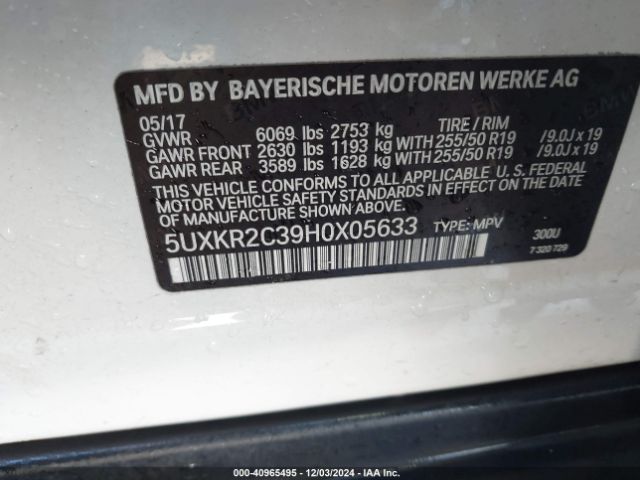 MFD BY BAYERISCHE MOTOREN WERKE AG
05/17 TIRE / RIM
GVWR 6069 lbs 2753 kg
GAWR FRONT 2630 lbs 1193 kg WITH 255/50 R19 /9.0J x 19
GAWR REAR 3589 lbs 1628 kg WITH 255/50 R19 /9.0J x 19
THIS VEHICLE CONFORMS TO ALL APPLICABLE U. S. FEDERAL
MOTOR VEHICLE SAFETY STANDARDS IN EFFECT ON THE DATE
OF MANUFACTURE SHOWN ABOVE.
5UXKR2C39H0X05633 TYPE: MPV 300U
7 320 729
000-40965495 - 12/03/2024 - IAA Inc.